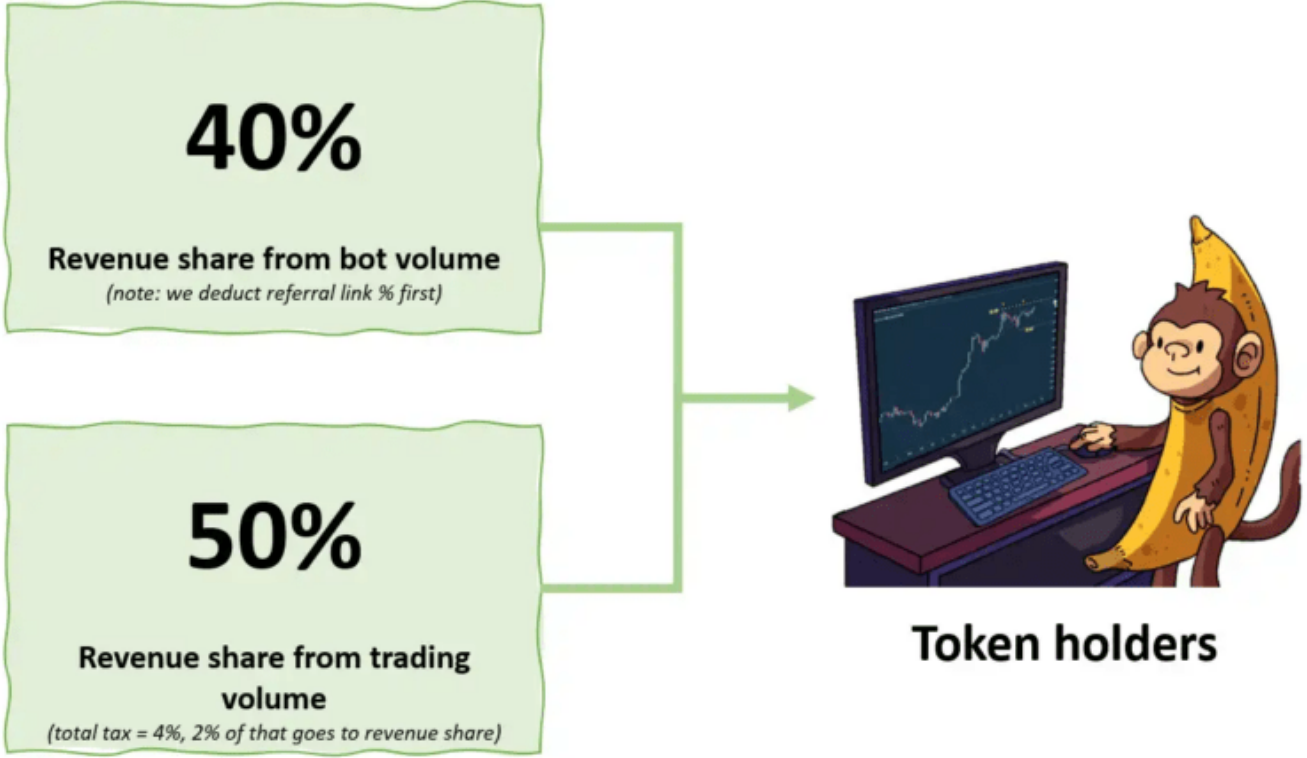 40%
Revenue share from bot volume
(note: we deduct referral link % first)
50%
Revenue share from trading
volume
(total tax = 4%, 2% of that goes to revenue share)
Token holders